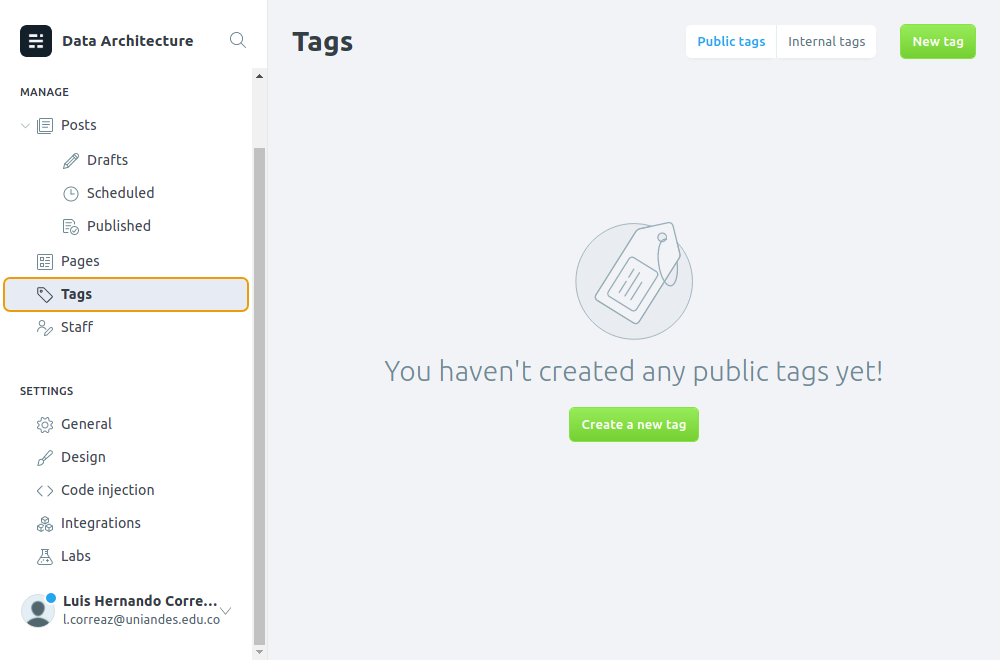 Data Architecture
MANAGE
Posts
Drafts
Scheduled
Published
Pages
Tags
Staff
SETTINGS
General
Design
Code injection
Integrations
Labs
Luis Hernando Corre...
l.correaz@uniandes.edu.co
Tags
Public tags
Internal tags
New tag
You haven't created any public tags yet!
Create a new tag